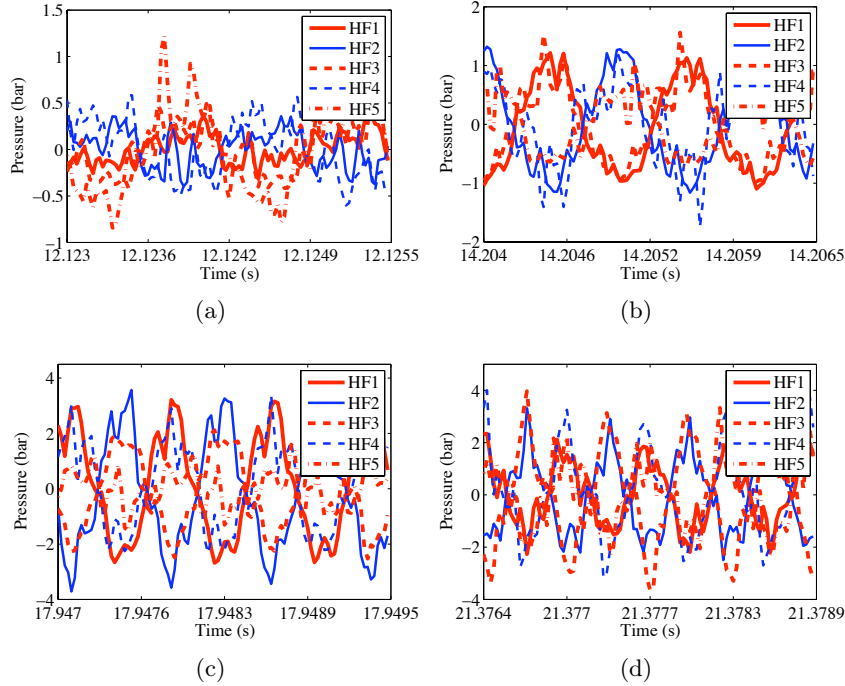 1.5
1
0.5
0
−0.5
−1
Pressure (bar)
HF1
HF2
HF3
HF4
HF5
12.123 12.1236 12.1242 12.1249 12.1255
Time (s)
(a)
2
1
0
−1
−2
Pressure (bar)
HF1
HF2
HF3
HF4
HF5
14.204 14.2046 14.2052 14.2059 14.2065
Time (s)
(b)
4
2
0
−2
−4
Pressure (bar)
HF1
HF2
HF3
HF4
HF5
17.947 17.9476 17.9483 17.9489 17.9495
Time (s)
(c)
4
2
0
−2
−4
Pressure (bar)
HF1
HF2
HF3
HF4
HF5
21.3764 21.377 21.3777 21.3783 21.3789
Time (s)
(d)